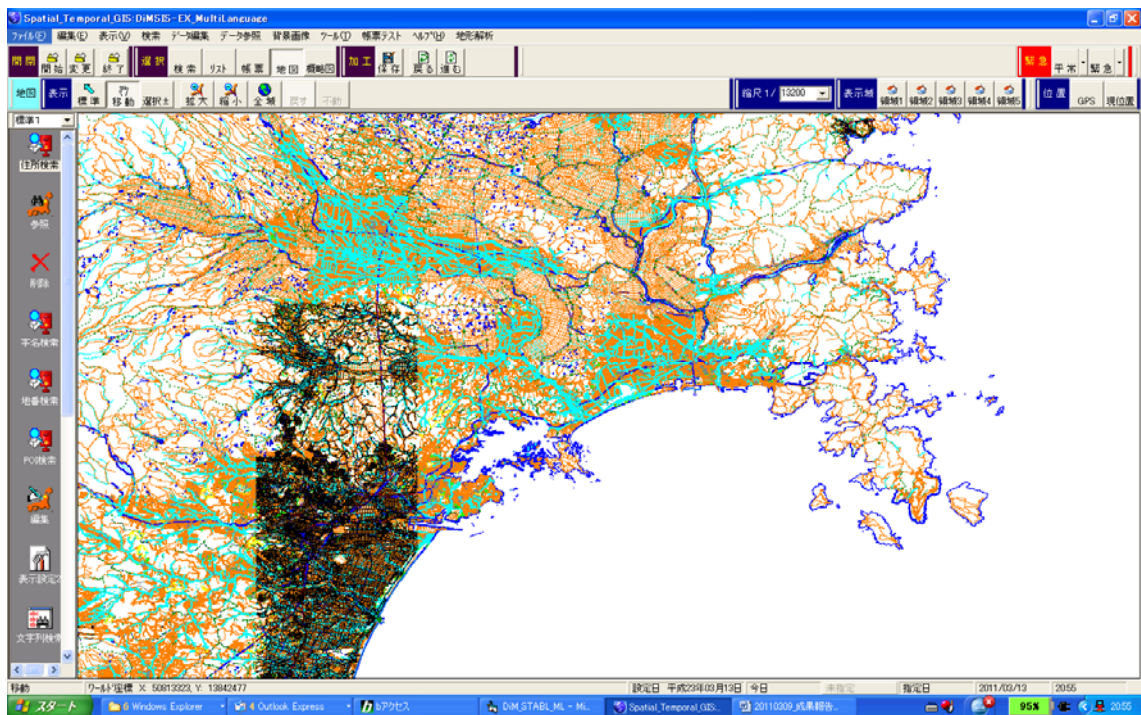 Spatial_Temporal_GIS:DiMSIS-EX_MultiLanguage
ファイル(F) 編集(E) 表示(V) 検索 データ編集 データ参照 背景画像 ツール(T) 帳票テスト ヘルプ(H) 地形解析
開閉 開始 変更 終了 選択 検索 リスト 帳票 地図 概略図 加工 保存 戻る 進む 緊急 平常 緊急
地図 表示 標準 移動 選択± 拡大 縮小 全域 戻す 不動 縮尺 1/ 13200 表示域 領域1 領域2 領域3 領域4 領域5 位置 GPS 現位置
標準1
住所検索
参照
削除
字名検索
地番検索
POI検索
編集
表示設定2
文字列検索
移動 ワールド座標 X: 50813323, Y: 13842477 設定日 平成23年03月13日 今日 未指定 指定日 2011/03/13 2055
スタート 6 Windows Explorer 4 Outlook Express bアクセス DiM_STABL_ML - Mi... Spatial_Temporal_GIS... 20110309_成果報告... 95% 20:55